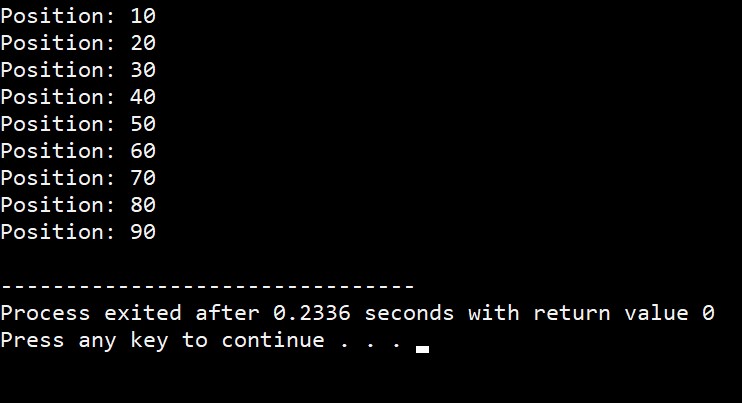 Position: 10
Position: 20
Position: 30
Position: 40
Position: 50
Position: 60
Position: 70
Position: 80
Position: 90
--------------------------------
Process exited after 0.2336 seconds with return value 0
Press any key to continue . . .